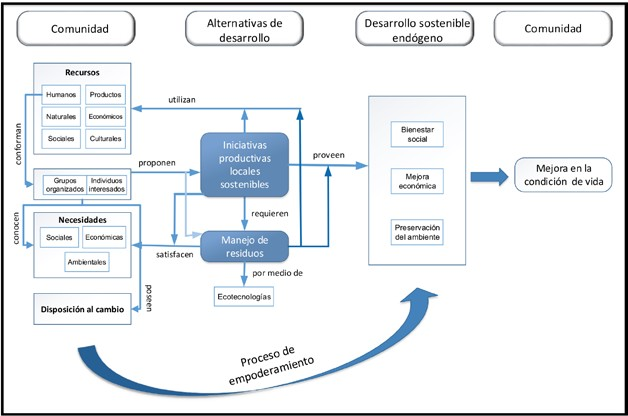 Comunidad
Alternativas de
desarrollo
Desarrollo sostenible
endógeno
Comunidad
Recursos
Humanos
Productos
Naturales
Económicos
Sociales
Culturales
utilizan
conforman
Grupos
organizados
Individuos
interesados
proponen
Iniciativas
productivas
locales
sostenibles
proveen
requieren
conocen
Necesidades
Sociales
Económicas
Ambientales
satisfacen
Manejo de
residuos
por medio de
Ecotecnologías
poseen
Disposición al cambio
Bienestar
social
Mejora
económica
Preservación
del ambiente
Mejora en la
condición de vida
Proceso de
empoderamiento